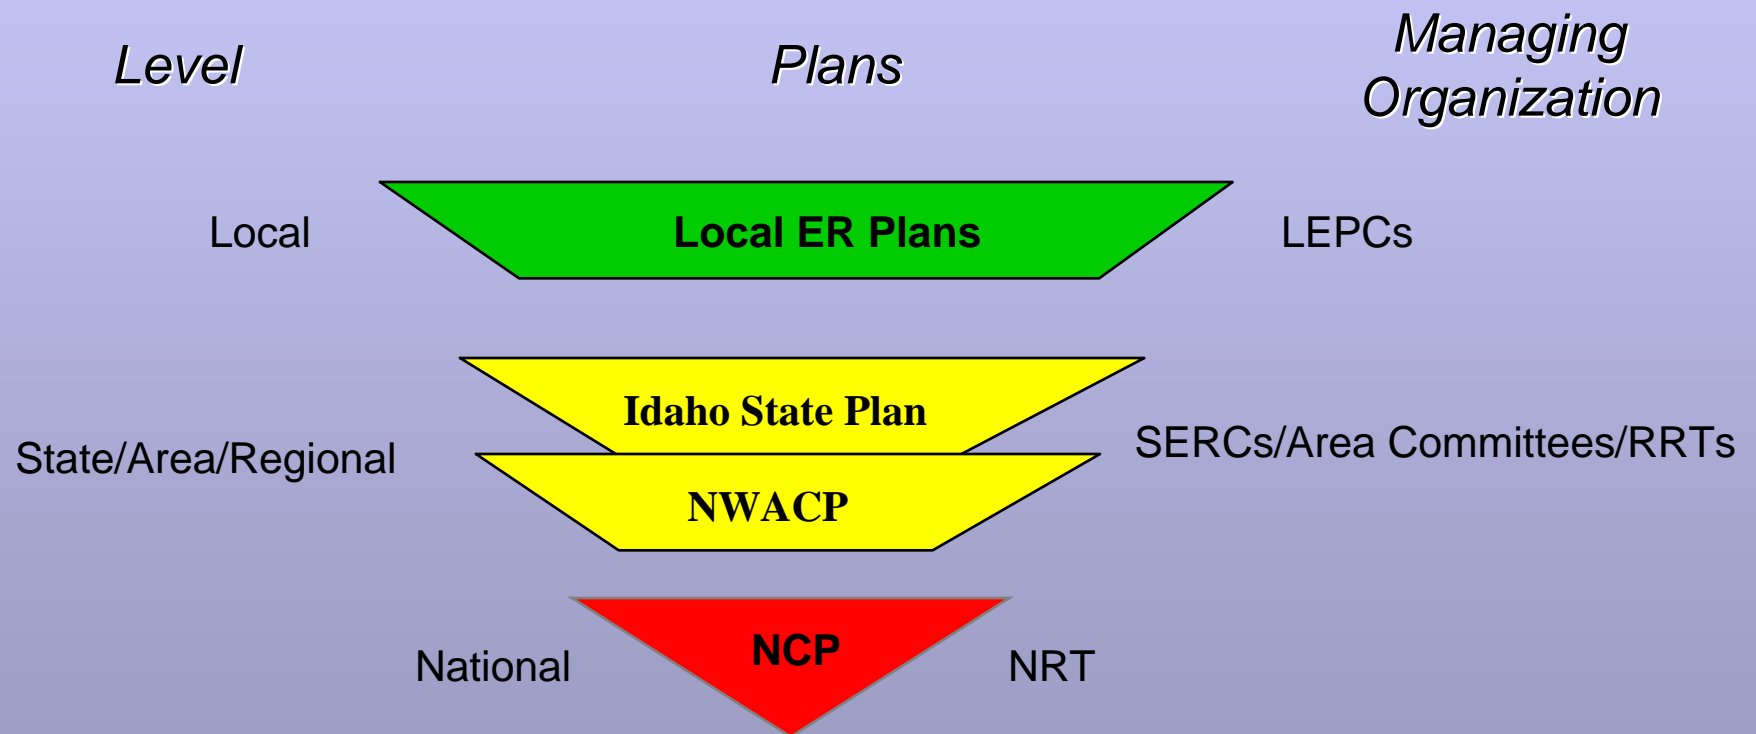 Level
Plans
Managing
Organization
Local
Local ER Plans
LEPCs
State/Area/Regional
Idaho State Plan
NWACP
SERCs/Area Committees/RRTs
National
NCP
NRT